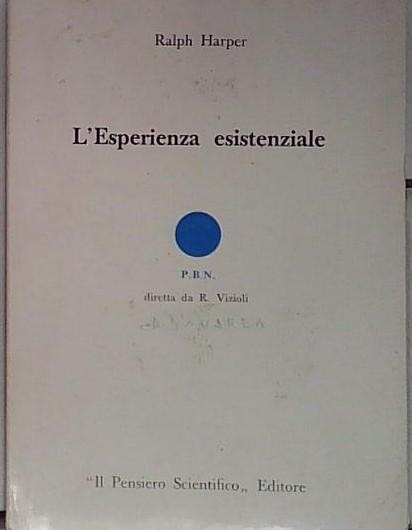 Ralph Harper
L'Esperienza esistenziale
P.B.N.
diretta da R. Vizioli
"Il Pensiero Scientifico„ Editore